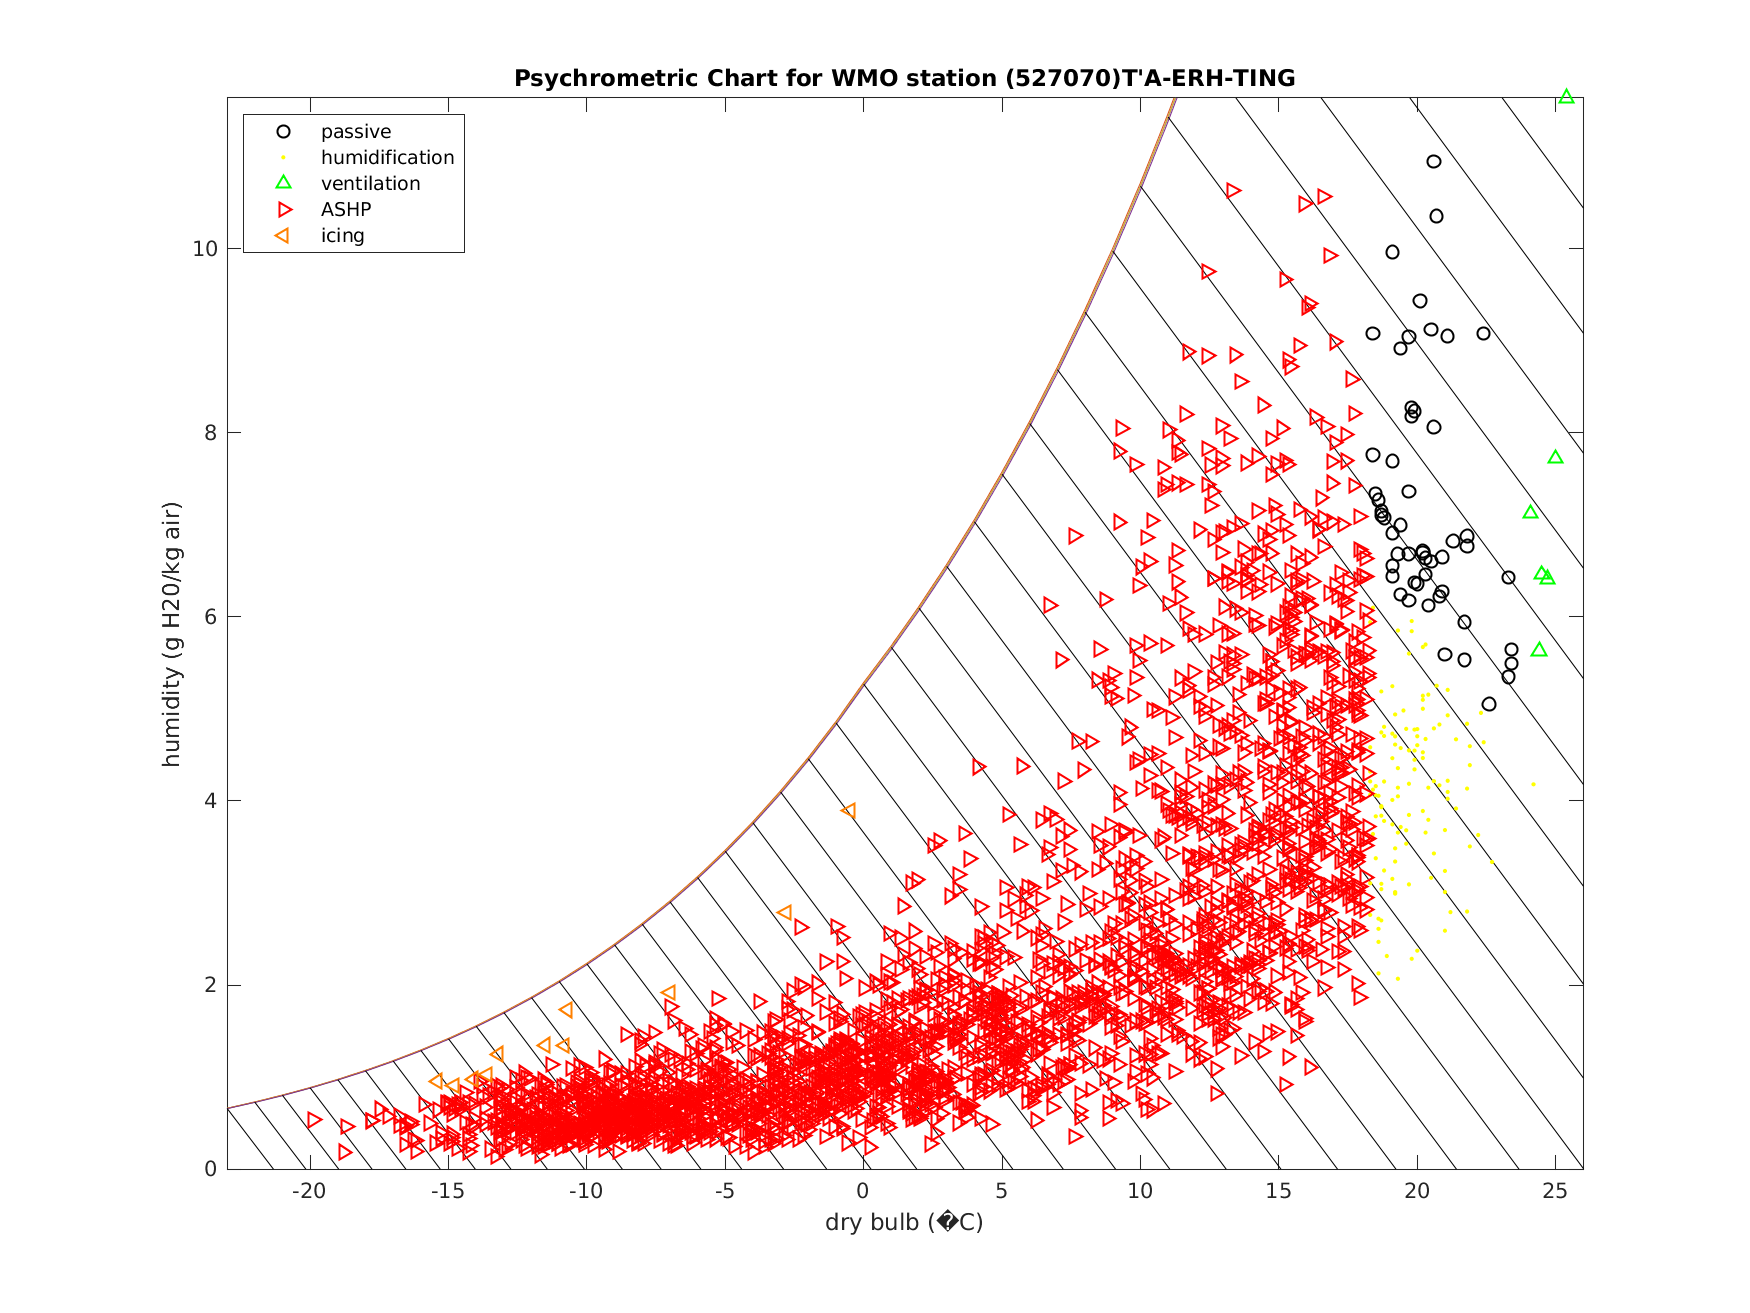 Psychrometric Chart for WMO station (527070)T'A-ERH-TING
passive
humidification
ventilation
ASHP
icing
humidity (g H20/kg air)
10
8
6
4
2
0
-20 -15 -10 -5 0 5 10 15 20 25
dry bulb (�C)